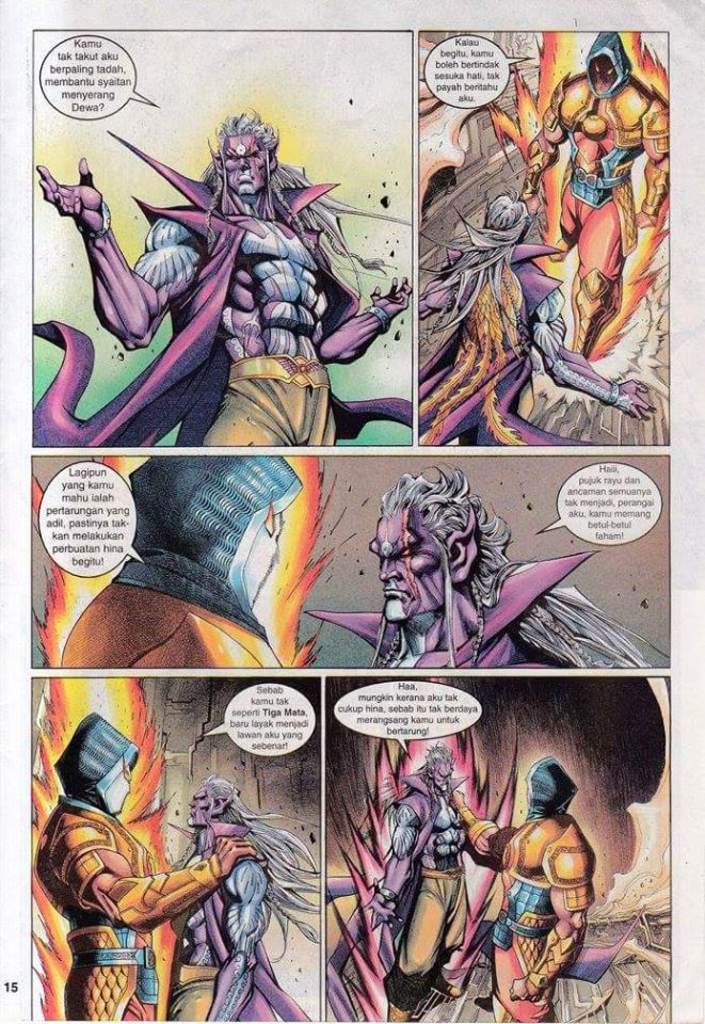 Kamu
tak takut aku
berpaling tadah,
membantu syaitan
menyerang
Dewa?
Kalau
begitu, kamu
boleh bertindak
sesuka hati, tak
payah beritahu
aku.
Lagipun
yang kamu
mahu ialah
pertarungan yang
adil, pastinya tak-
kan melakukan
perbuatan hina
begitu!
Haiii,
pujuk rayu dan
ancaman semuanya
tak menjadi, perangai
aku, kamu memang
betul-betul
faham!
Sebab
kamu tak
seperti Tiga Mata,
baru layak menjadi
lawan aku yang
sebenar!
Haa,
mungkin kerana aku tak
cukup hina, sebab itu tak berdaya
merangsang kamu untuk
bertarung!
15